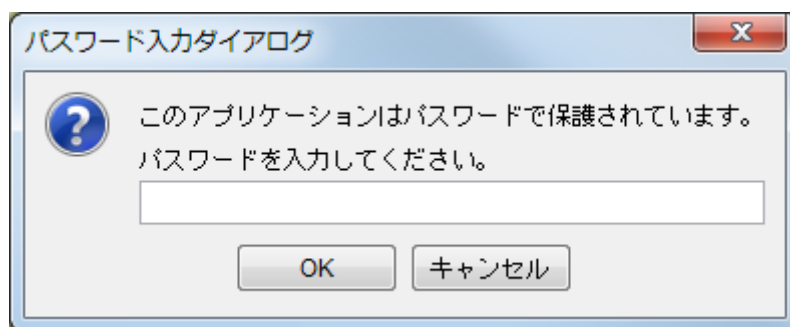 パスワード入力ダイアログ
このアプリケーションはパスワードで保護されています。
パスワードを入力してください。
OK キャンセル